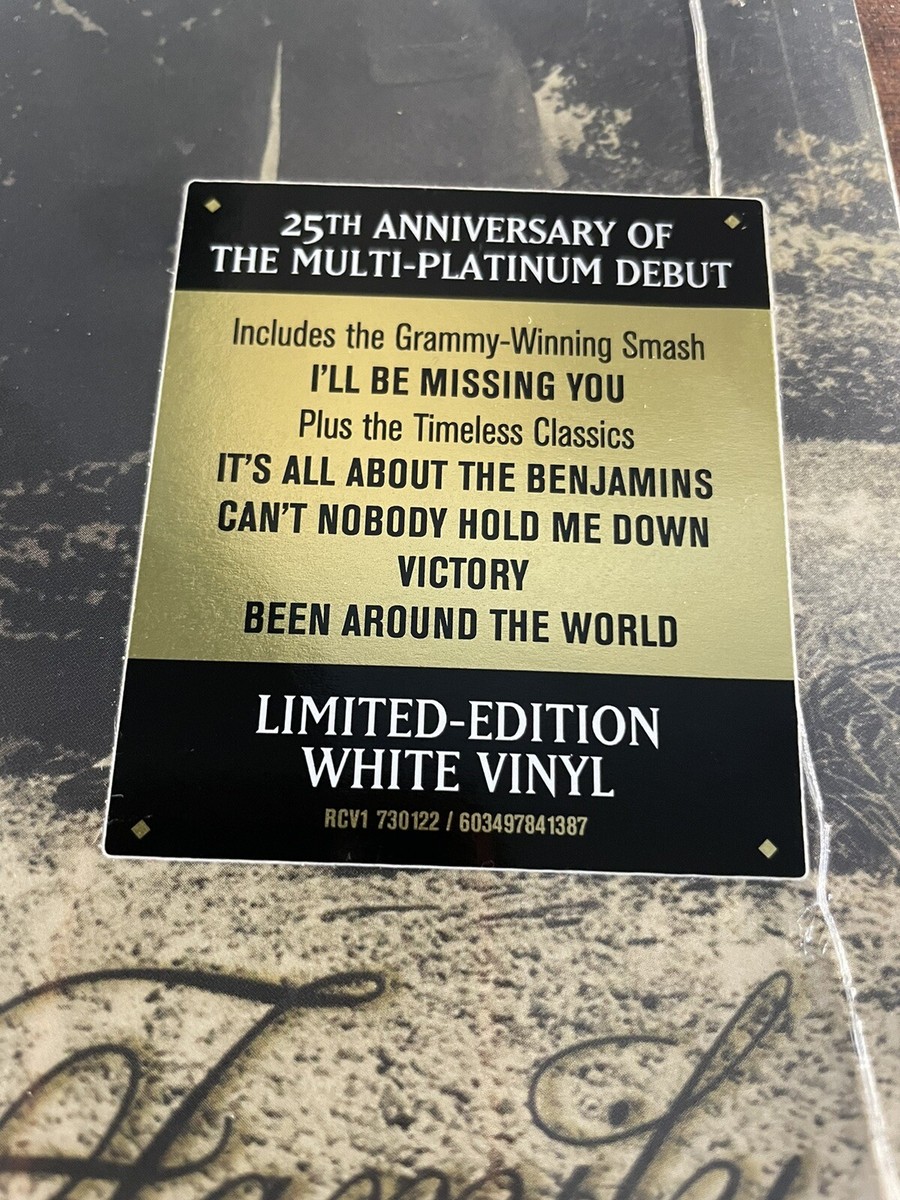 25TH ANNIVERSARY OF
THE MULTI-PLATINUM DEBUT
Includes the Grammy-Winning Smash
I'LL BE MISSING YOU
Plus the Timeless Classics
IT'S ALL ABOUT THE BENJAMINS
CAN'T NOBODY HOLD ME DOWN
VICTORY
BEEN AROUND THE WORLD
LIMITED-EDITION
WHITE VINYL
RCV1 730122 / 603497841387
Family